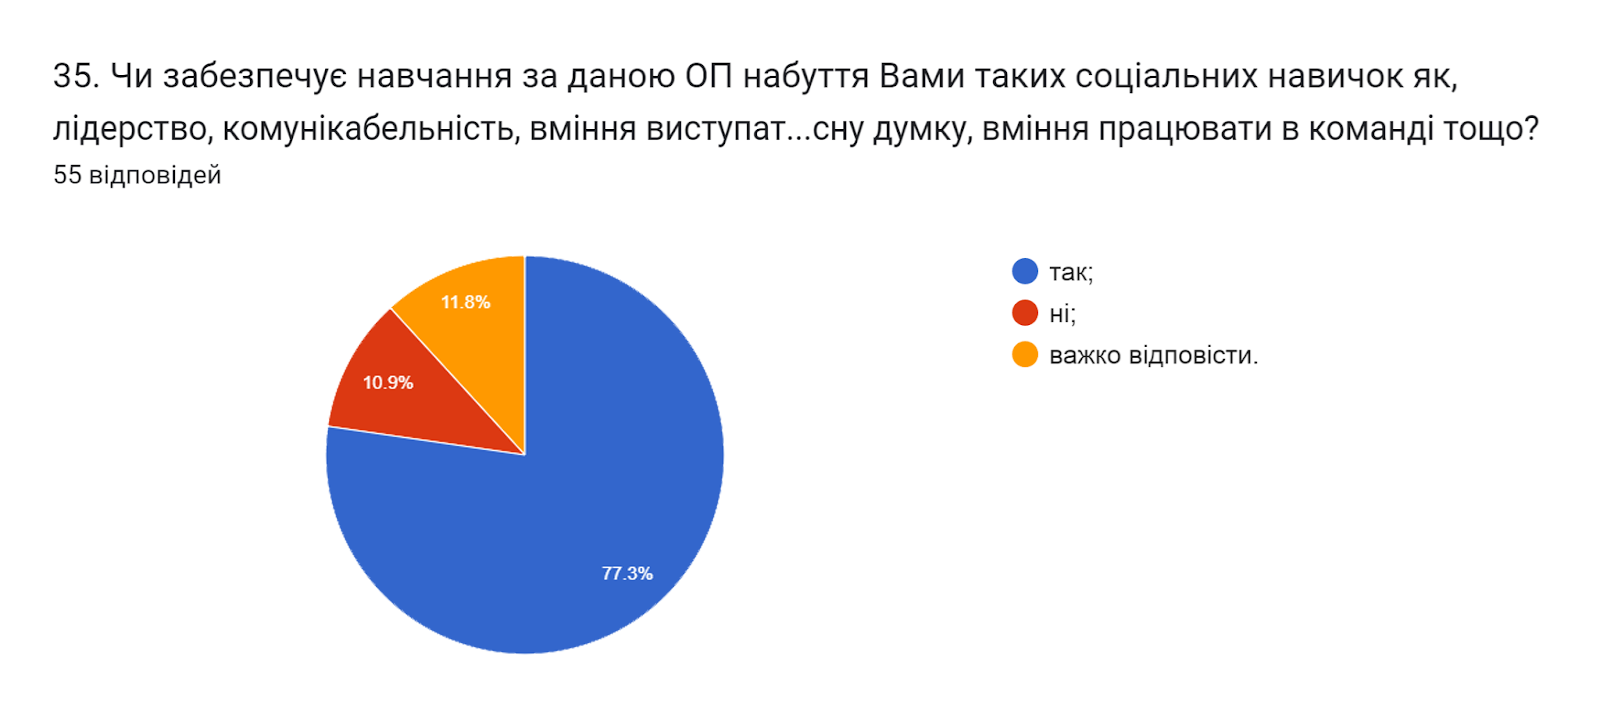 35. Чи забезпечує навчання за даною ОП набуття Вами таких соціальних навичок як,
лідерство, комунікабельність, вміння виступат...сну думку, вміння працювати в команді тощо?
55 відповідей
так;
ні;
важко відповісти.
11.8%
10.9%
77.3%